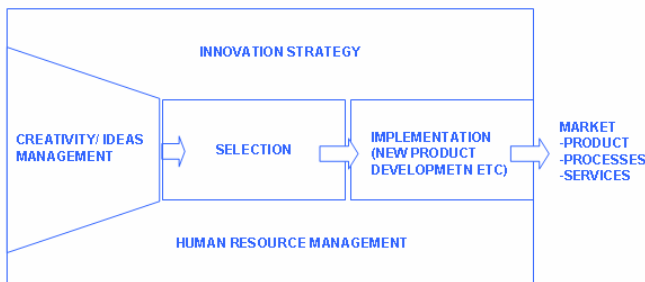 INNOVATION STRATEGY
CREATIVITY/ IDEAS
MANAGEMENT
SELECTION
IMPLEMENTATION
(NEW PRODUCT
DEVELOPMETN ETC)
MARKET
-PRODUCT
-PROCESSES
-SERVICES
HUMAN RESOURCE MANAGEMENT